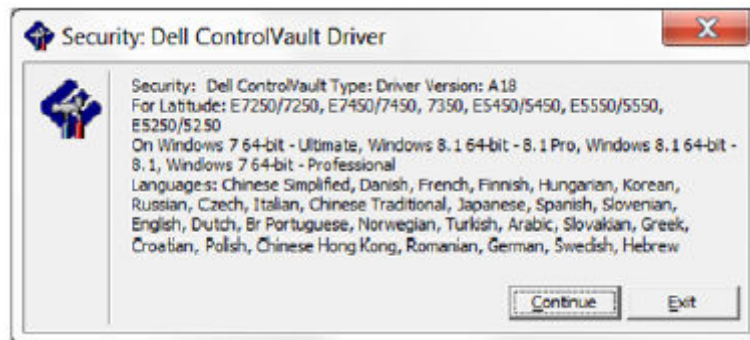 Security: Dell ControlVault Driver
Security: Dell ControlVault Type: Driver Version: A18
For Latitude: E7250/7250, E7450/7450, 7350, E5450/5450, E5550/5550,
E5250/5250
On Windows 7 64-bit - Ultimate, Windows 8.1 64-bit - 8.1 Pro, Windows 8.1 64-bit -
8.1, Windows 7 64-bit - Professional
Languages: Chinese Simplified, Danish, French, Finnish, Hungarian, Korean,
Russian, Czech, Italian, Chinese Traditional, Japanese, Spanish, Slovenian,
English, Dutch, Br Portuguese, Norwegian, Turkish, Arabic, Slovakian, Greek,
Croatian, Polish, Chinese Hong Kong, Romanian, German, Swedish, Hebrew
Continue Exit